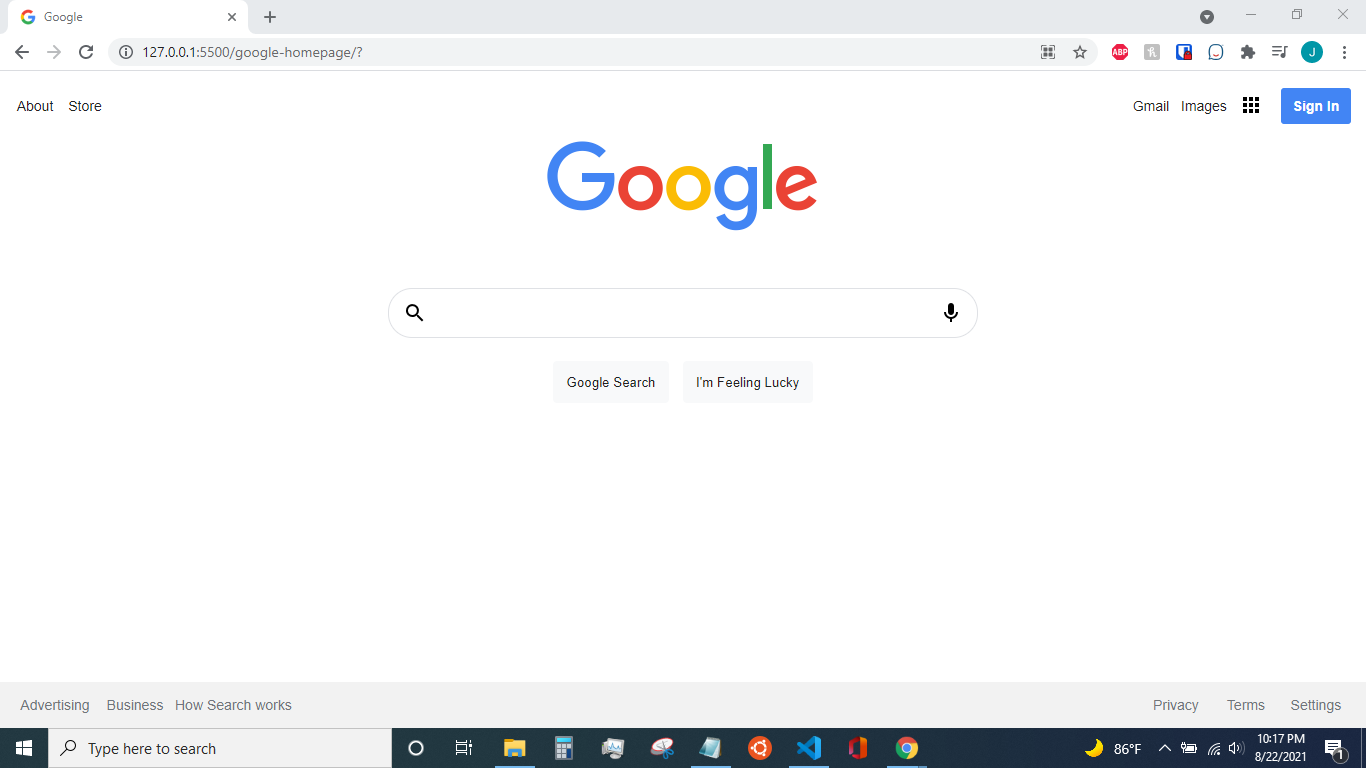 Google
127.0.0.1:5500/google-homepage/?
ABP
J
About Store
Gmail Images Sign In
Google
Google Search I'm Feeling Lucky
Advertising Business How Search works
Privacy Terms Settings
Type here to search
86°F
10:17 PM
8/22/2021
1